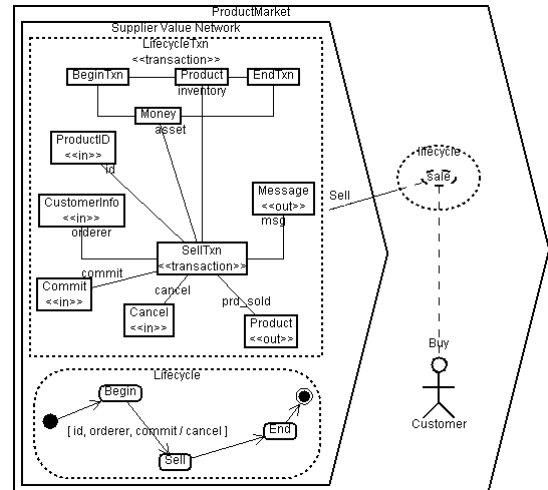 ProductMarket
Supplier Value Network
LifecycleTxn
<<transaction>>
BeginTxn
Product
EndTxn
inventory
Money
asset
ProductID
<<in>>
id
lifecycle
sale
CustomerInfo
<<in>>
orderer
Message
<<out>>
msg
Sell
SellTxn
<<transaction>>
commit
Commit
<<in>>
cancel
Cancel
<<in>>
prd_sold
Product
<<out>>
Buy
Customer
Lifecycle
Begin
[ id, orderer, commit / cancel ]
End
Sell